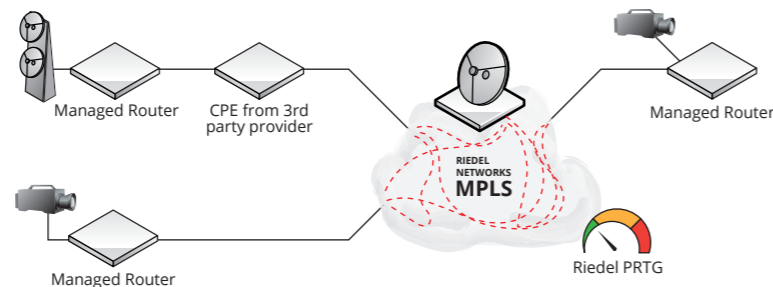 Managed Router
CPE from 3rd
party provider
Managed Router
RIEDEL
NETWORKS
MPLS
Managed Router
Riedel PRTG